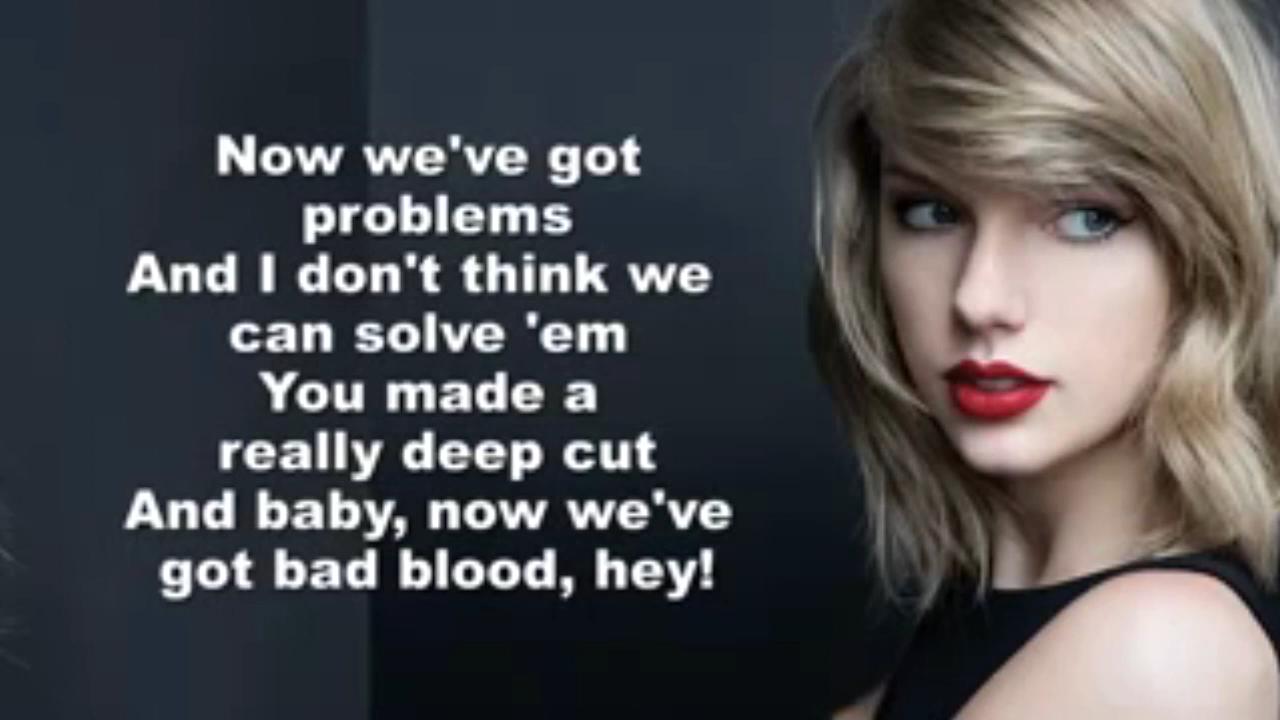 Now we've got
problems
And I don't think we
can solve 'em
You made a
really deep cut
And baby, now we've
got bad blood, hey!